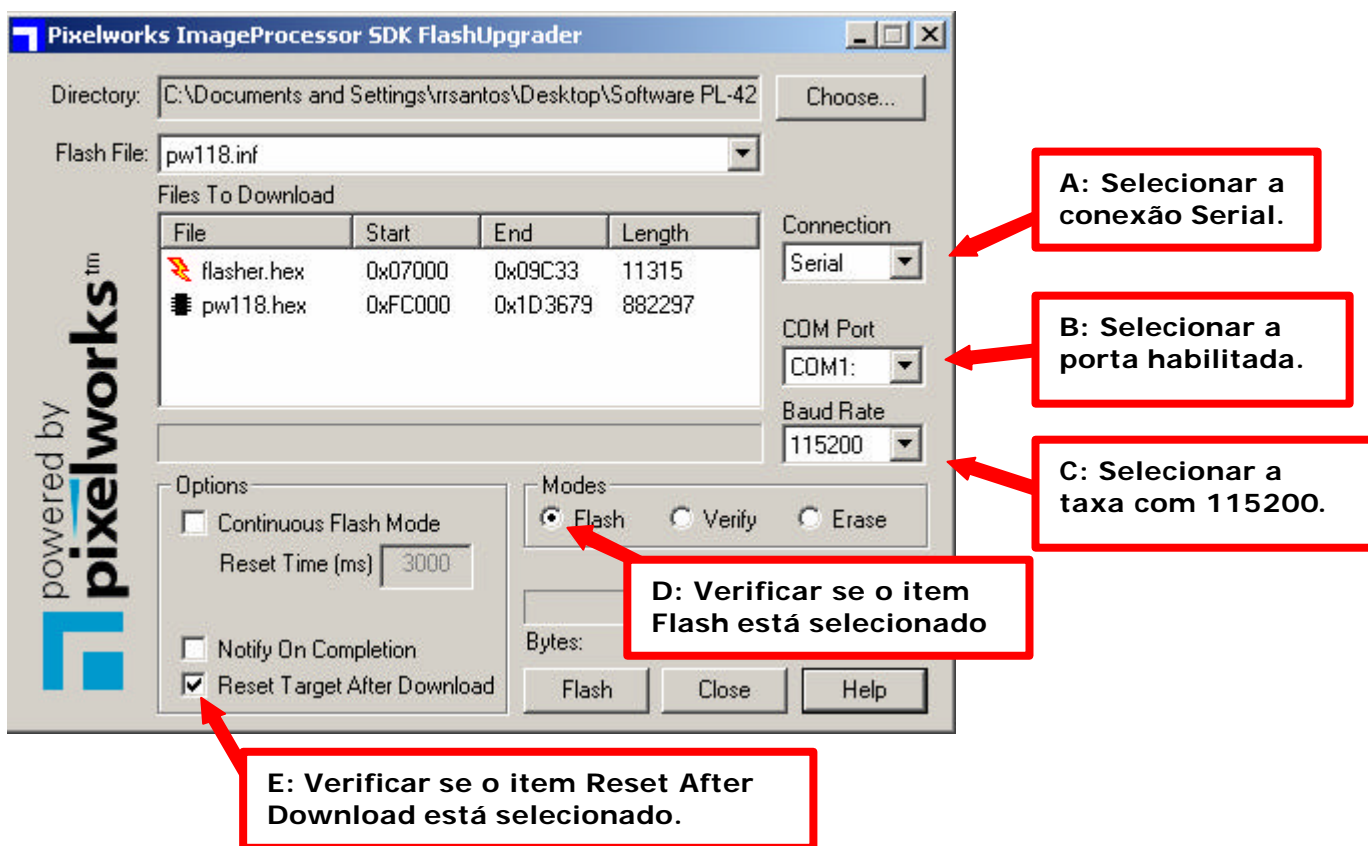 Pixelworks ImageProcessor SDK FlashUpgrader
Directory: C:\Documents and Settings\rrsantos\Desktop\Software PL-42 Choose...
Flash File: pw118.inf
Files To Download
File Start End Length
flasher.hex 0x07000 0x09C33 11315
pw118.hex 0xFC000 0x1D3679 882297
Connection
Serial
COM Port
COM1:
Baud Rate
115200
powered by
pixelworks™
Options
Continuous Flash Mode
Reset Time (ms) 3000
Notify On Completion
Reset Target After Download
Modes
Flash Verify Erase
Bytes:
Flash Close Help
A: Selecionar a
conexão Serial.
B: Selecionar a
porta habilitada.
C: Selecionar a
taxa com 115200.
D: Verificar se o item
Flash está selecionado
E: Verificar se o item Reset After
Download está selecionado.